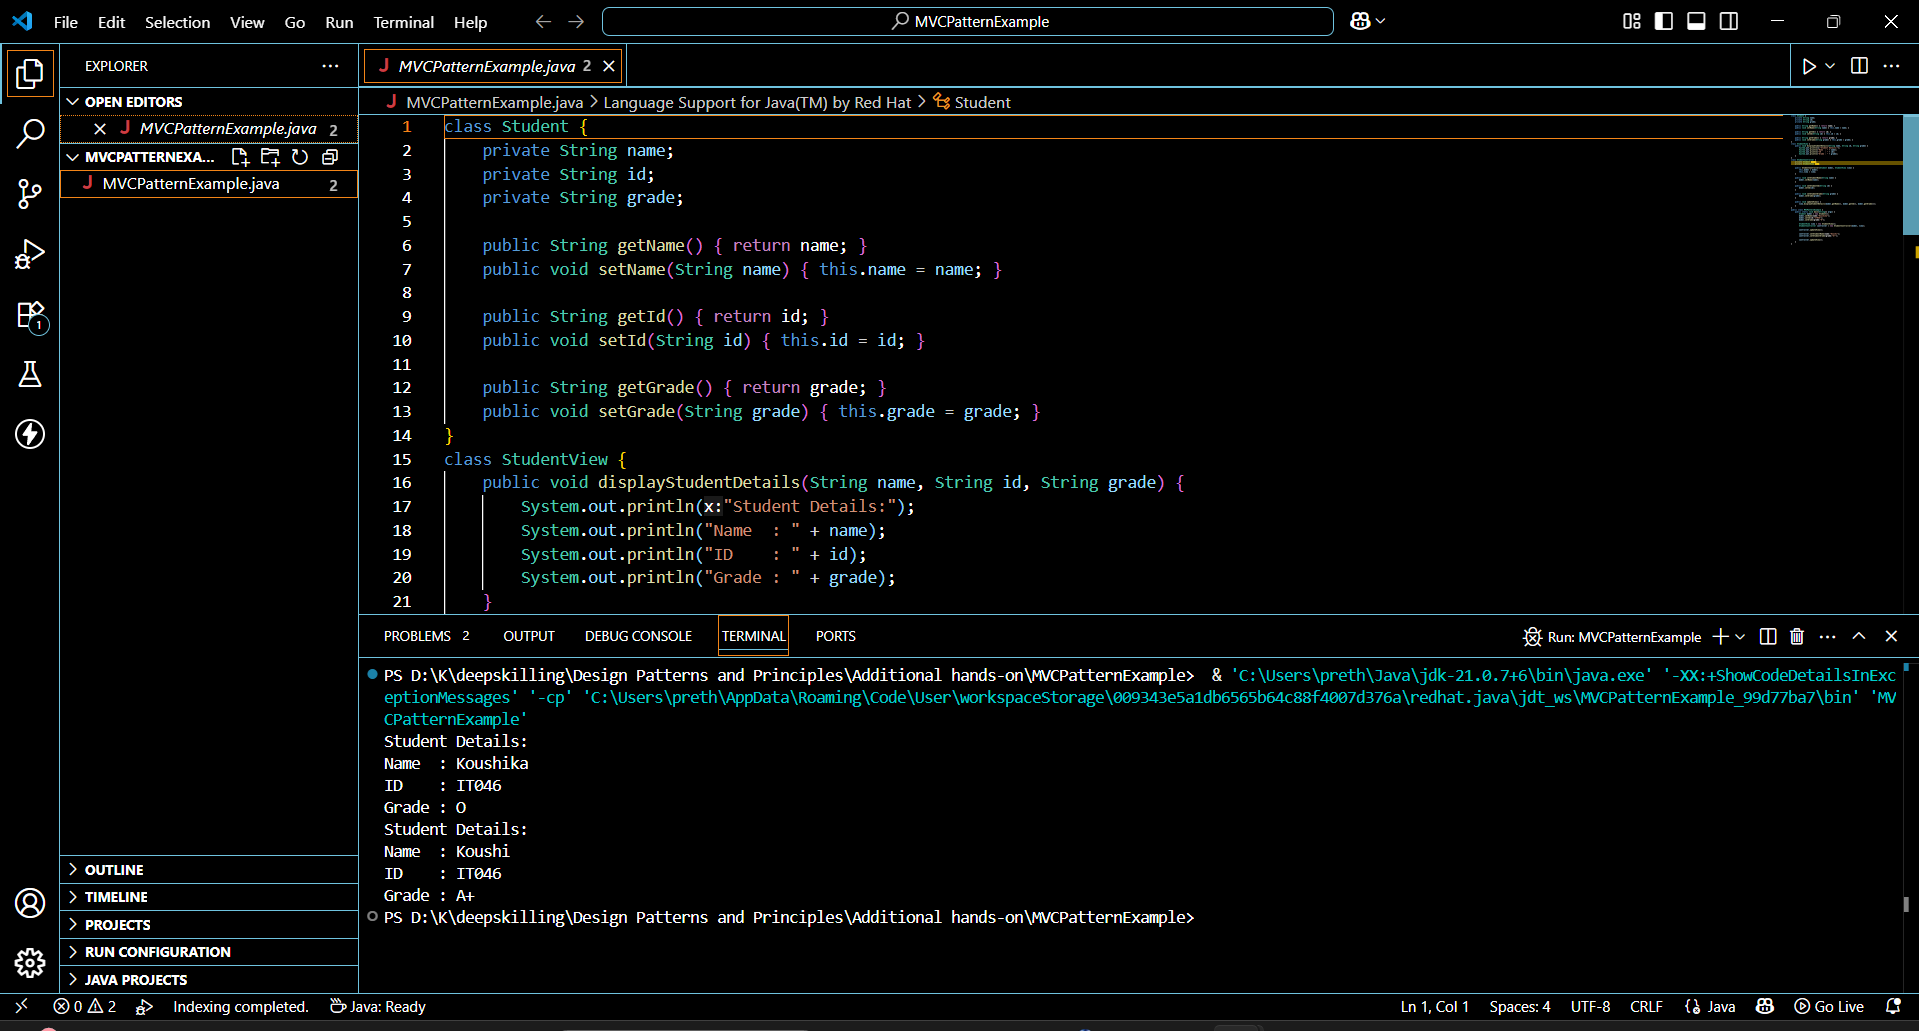 File Edit Selection View Go Run Terminal Help MVCPatternExample
EXPLORER
OPEN EDITORS
MVCPatternExample.java 2
MVCPATTERNEXA...
MVCPatternExample.java 2
OUTLINE
TIMELINE
PROJECTS
RUN CONFIGURATION
JAVA PROJECTS
1
MVCPatternExample.java 2
MVCPatternExample.java > Language Support for Java(TM) by Red Hat > Student
1 class Student {
2 private String name;
3 private String id;
4 private String grade;
5
6 public String getName() { return name; }
7 public void setName(String name) { this.name = name; }
8
9 public String getId() { return id; }
10 public void setId(String id) { this.id = id; }
11
12 public String getGrade() { return grade; }
13 public void setGrade(String grade) { this.grade = grade; }
14 }
15 class StudentView {
16 public void displayStudentDetails(String name, String id, String grade) {
17 System.out.println(x:"Student Details:");
18 System.out.println("Name  : " + name);
19 System.out.println("ID    : " + id);
20 System.out.println("Grade : " + grade);
21 }
PROBLEMS 2 OUTPUT DEBUG CONSOLE TERMINAL PORTS Run: MVCPatternExample
PS D:\K\deepskilling\Design Patterns and Principles\Additional hands-on\MVCPatternExample>  & 'C:\Users\preth\Java\jdk-21.0.7+6\bin\java.exe' '-XX:+ShowCodeDetailsInExc
eptionMessages' '-cp' 'C:\Users\preth\AppData\Roaming\Code\User\workspaceStorage\009343e5a1db6565b64c88f4007d376a\redhat.java\jdt_ws\MVCPatternExample_99d77ba7\bin' 'MV
CPatternExample'
Student Details:
Name  : Koushika
ID    : IT046
Grade : O
Student Details:
Name  : Koushi
ID    : IT046
Grade : A+
PS D:\K\deepskilling\Design Patterns and Principles\Additional hands-on\MVCPatternExample>
0 2 Indexing completed. Java: Ready Ln 1, Col 1 Spaces: 4 UTF-8 CRLF Java Go Live